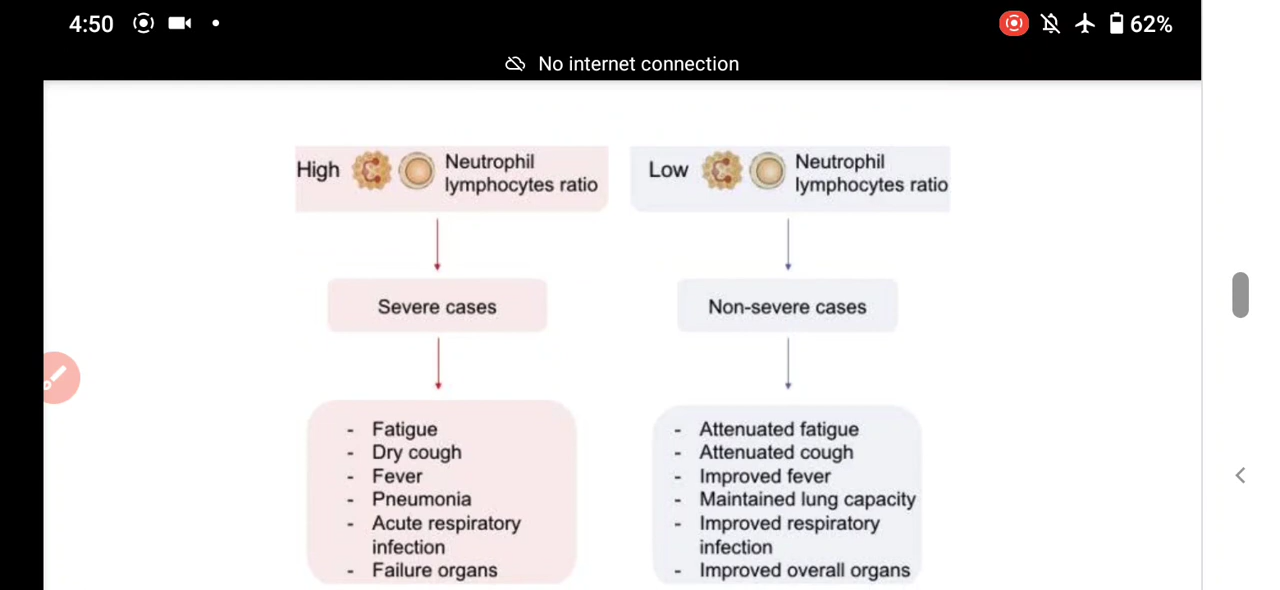 4:50
62%
No internet connection
High Neutrophil
lymphocytes ratio
Low Neutrophil
lymphocytes ratio
Severe cases
Non-severe cases
- Fatigue
- Dry cough
- Fever
- Pneumonia
- Acute respiratory
infection
- Failure organs
- Attenuated fatigue
- Attenuated cough
- Improved fever
- Maintained lung capacity
- Improved respiratory
infection
- Improved overall organs